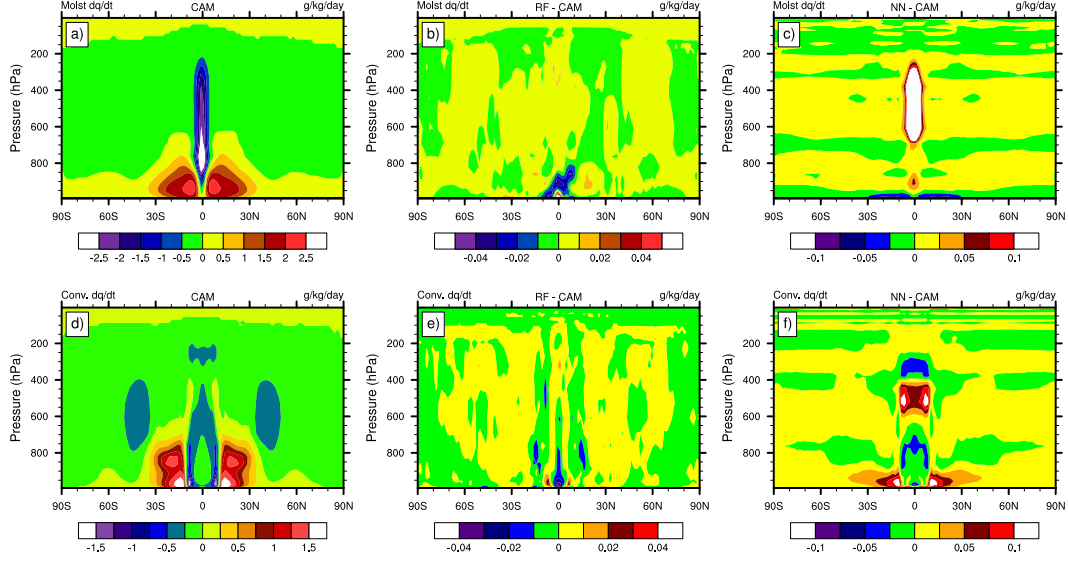 Moist dq/dt CAM g/kg/day
a)
Pressure (hPa)
200
400
600
800
90S 60S 30S 0 30N 60N 90N
-2.5 -2 -1.5 -1 -0.5 0 0.5 1 1.5 2 2.5
Moist dq/dt RF - CAM g/kg/day
b)
Pressure (hPa)
200
400
600
800
90S 60S 30S 0 30N 60N 90N
-0.04 -0.02 0 0.02 0.04
Moist dq/dt NN - CAM g/kg/day
c)
Pressure (hPa)
200
400
600
800
90S 60S 30S 0 30N 60N 90N
-0.1 -0.05 0 0.05 0.1
Conv. dq/dt CAM g/kg/day
d)
Pressure (hPa)
200
400
600
800
90S 60S 30S 0 30N 60N 90N
-1.5 -1 -0.5 0 0.5 1 1.5
Conv. dq/dt RF - CAM g/kg/day
e)
Pressure (hPa)
200
400
600
800
90S 60S 30S 0 30N 60N 90N
-0.04 -0.02 0 0.02 0.04
Conv. dq/dt NN - CAM g/kg/day
f)
Pressure (hPa)
200
400
600
800
90S 60S 30S 0 30N 60N 90N
-0.1 -0.05 0 0.05 0.1